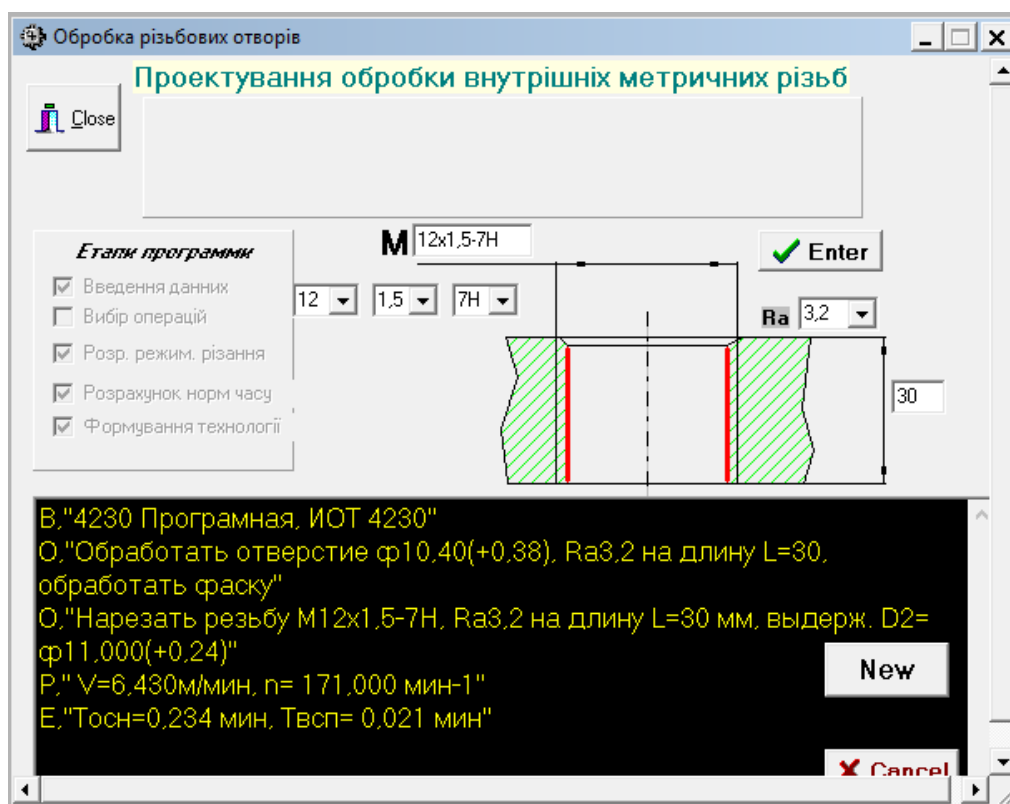 Обробка різьбових отворів
Проектування обробки внутрішніх метричних різьб
Close
Етапи программи
Введення данних
Вибір операцій
Розр. режим. різання
Розрахунок норм часу
Формування технології
М 12x1,5-7H
Enter
12 1,5 7H
Ra 3,2
30
В,"4230 Програмная, ИОТ 4230"
О,"Обработать отверстие ф10,40(+0,38), Ra3,2 на длину L=30,
обработать фаску"
О,"Нарезать резьбу М12x1,5-7H, Ra3,2 на длину L=30 мм, выдерж. D2=
ф11,000(+0,24)"
Р," V=6,430м/мин, n= 171,000 мин-1"
Е,"Тосн=0,234 мин, Твсп= 0,021 мин"
New
Cancel